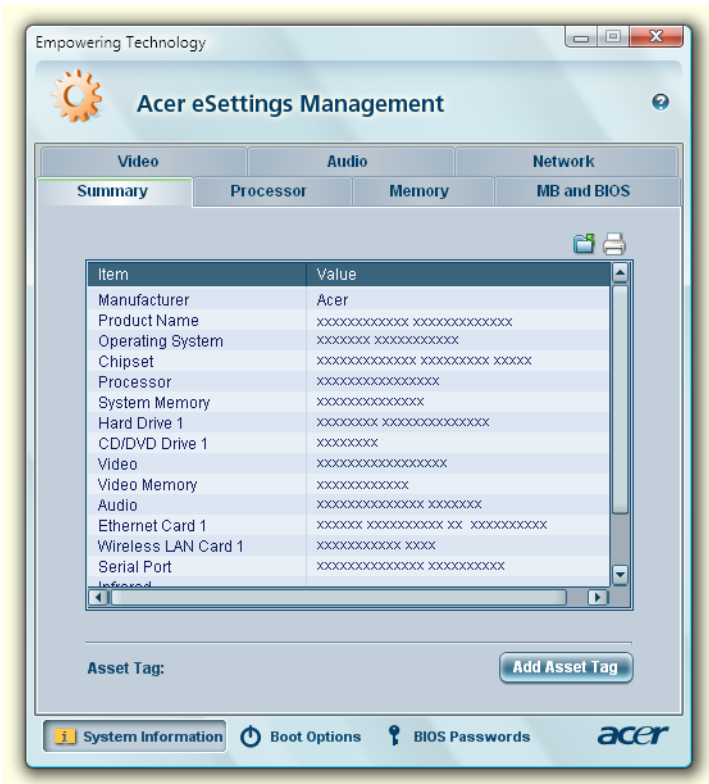 Empowering Technology
Acer eSettings Management
Video Audio Network
Summary Processor Memory MB and BIOS
Item Value
Manufacturer Acer
Product Name xxxxxxxxxxxx xxxxxxxxxxxxx
Operating System xxxxxxx xxxxxxxxxxx
Chipset xxxxxxxxxxxxx xxxxxxxxx xxxxx
Processor xxxxxxxxxxxxxxxx
System Memory xxxxxxxxxxxxxx
Hard Drive 1 xxxxxxxx xxxxxxxxxxxxxx
CD/DVD Drive 1 xxxxxxxx
Video xxxxxxxxxxxxxxxxx
Video Memory xxxxxxxxxxxx
Audio xxxxxxxxxxxxxx xxxxxxx
Ethernet Card 1 xxxxxx xxxxxxxxxx xx xxxxxxxxxx
Wireless LAN Card 1 xxxxxxxxxxx xxxx
Serial Port xxxxxxxxxxxxxx xxxxxxxxxx
Infrared
Asset Tag: Add Asset Tag
System Information Boot Options BIOS Passwords acer